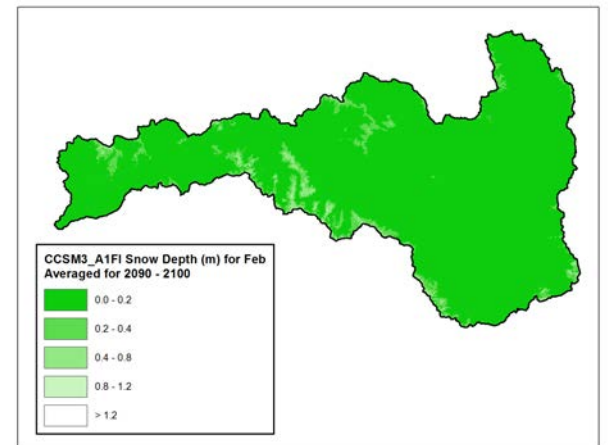 CCSM3_A1FI Snow Depth (m) for Feb
Averaged for 2090 - 2100
0.0 - 0.2
0.2 - 0.4
0.4 - 0.8
0.8 - 1.2
> 1.2